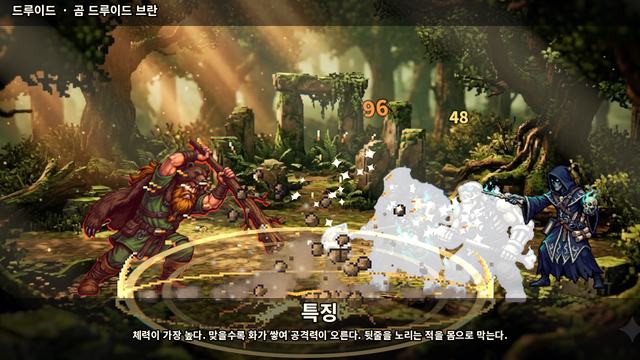 드루이드 · 곰 드루이드 브란
96
48
특징
체력이 가장 높다. 맞을수록 화가 쌓여 공격력이 오른다. 뒷줄을 노리는 적을 몸으로 막는다.